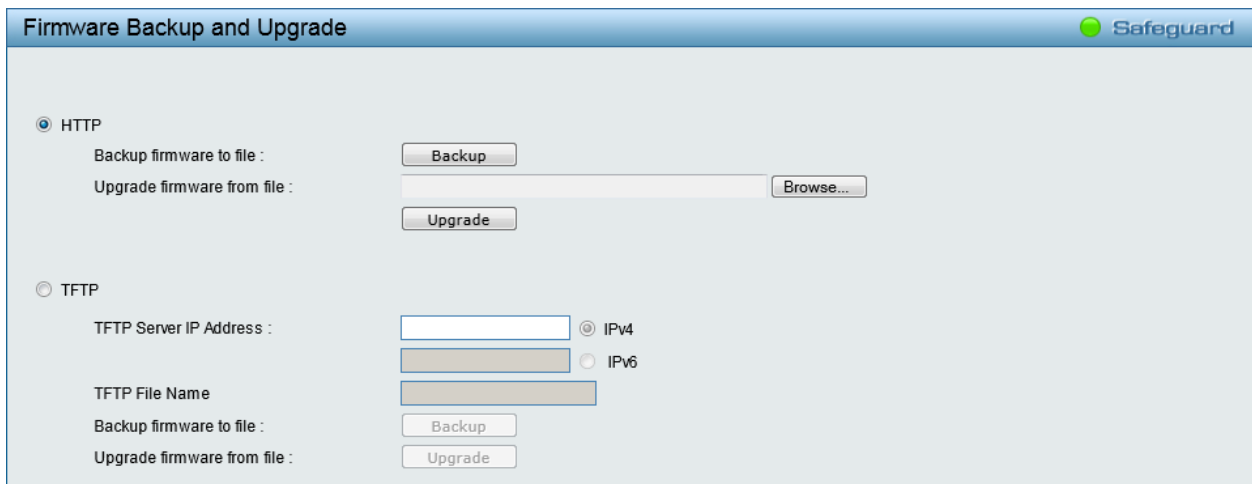 Firmware Backup and Upgrade
Safeguard
HTTP
Backup firmware to file :
Backup
Upgrade firmware from file :
Browse...
Upgrade
TFTP
TFTP Server IP Address :
IPv4
IPv6
TFTP File Name
Backup firmware to file :
Backup
Upgrade firmware from file :
Upgrade